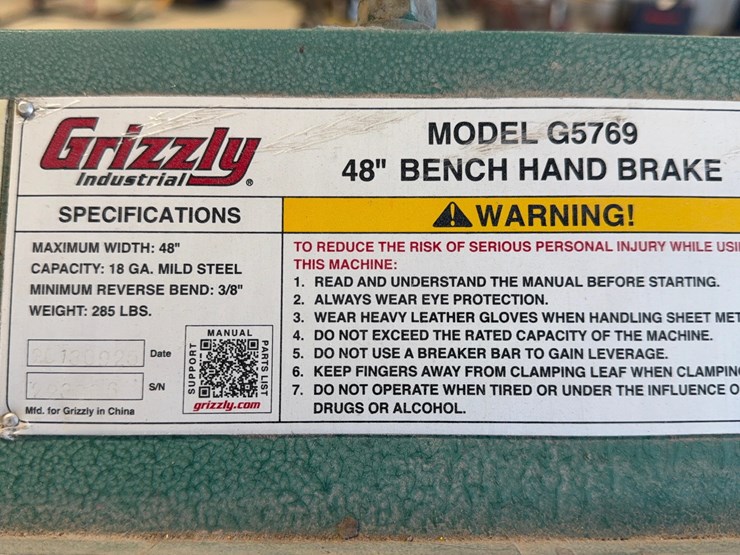 Grizzly
Industrial
®
MODEL G5769
48" BENCH HAND BRAKE
SPECIFICATIONS
MAXIMUM WIDTH: 48"
CAPACITY: 18 GA. MILD STEEL
MINIMUM REVERSE BEND: 3/8"
WEIGHT: 285 LBS.
Date
S/N
Mfd. for Grizzly in China
MANUAL
SUPPORT
PARTS LIST
grizzly.com
WARNING!
TO REDUCE THE RISK OF SERIOUS PERSONAL INJURY WHILE USI
THIS MACHINE:
1. READ AND UNDERSTAND THE MANUAL BEFORE STARTING.
2. ALWAYS WEAR EYE PROTECTION.
3. WEAR HEAVY LEATHER GLOVES WHEN HANDLING SHEET MET
4. DO NOT EXCEED THE RATED CAPACITY OF THE MACHINE.
5. DO NOT USE A BREAKER BAR TO GAIN LEVERAGE.
6. KEEP FINGERS AWAY FROM CLAMPING LEAF WHEN CLAMPIN
7. DO NOT OPERATE WHEN TIRED OR UNDER THE INFLUENCE O
DRUGS OR ALCOHOL.